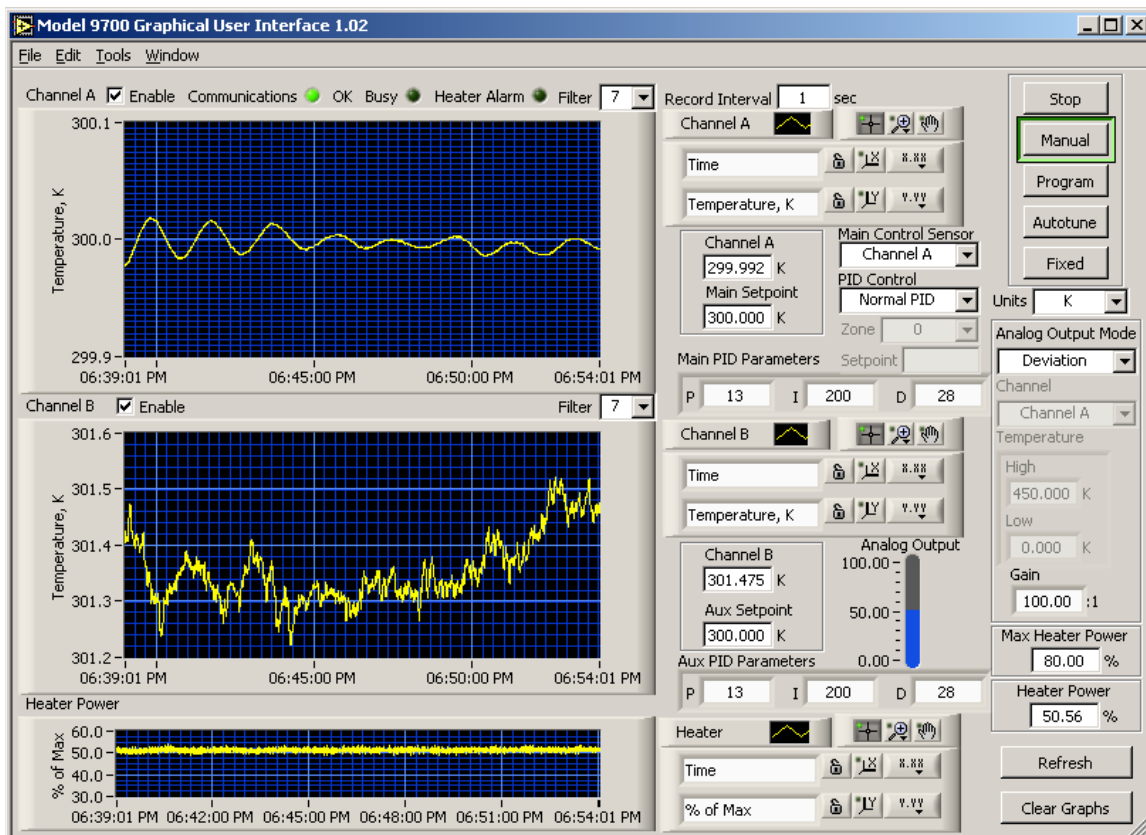 Model 9700 Graphical User Interface 1.02
File Edit Tools Window
Channel A Enable Communications OK Busy Heater Alarm Filter 7
300.1
300.0
299.9
Temperature, K
06:39:01 PM 06:45:00 PM 06:50:00 PM 06:54:01 PM
Channel B Enable Filter 7
301.6
301.5
301.4
301.3
301.2
Temperature, K
06:39:01 PM 06:45:00 PM 06:50:00 PM 06:54:01 PM
Heater Power
60.0
50.0
40.0
30.0
% of Max
06:39:01 PM 06:42:00 PM 06:45:00 PM 06:48:00 PM 06:51:00 PM 06:54:01 PM
Record Interval 1 sec
Channel A
Time X X.XX
Temperature, K Y Y.YY
Channel A
299.992 K
Main Setpoint
300.000 K
Main Control Sensor
Channel A
PID Control
Normal PID
Zone 0
Setpoint
Main PID Parameters
P 13 I 200 D 28
Channel B
Time X X.XX
Temperature, K Y Y.YY
Channel B
301.475 K
Aux Setpoint
300.000 K
Analog Output
100.00
50.00
0.00
Aux PID Parameters
P 13 I 200 D 28
Heater
Time X X.XX
% of Max Y Y.YY
Stop
Manual
Program
Autotune
Fixed
Units K
Analog Output Mode
Deviation
Channel
Channel A
Temperature
High
450.000 K
Low
0.000 K
Gain
100.00 :1
Max Heater Power
80.00 %
Heater Power
50.56 %
Refresh
Clear Graphs